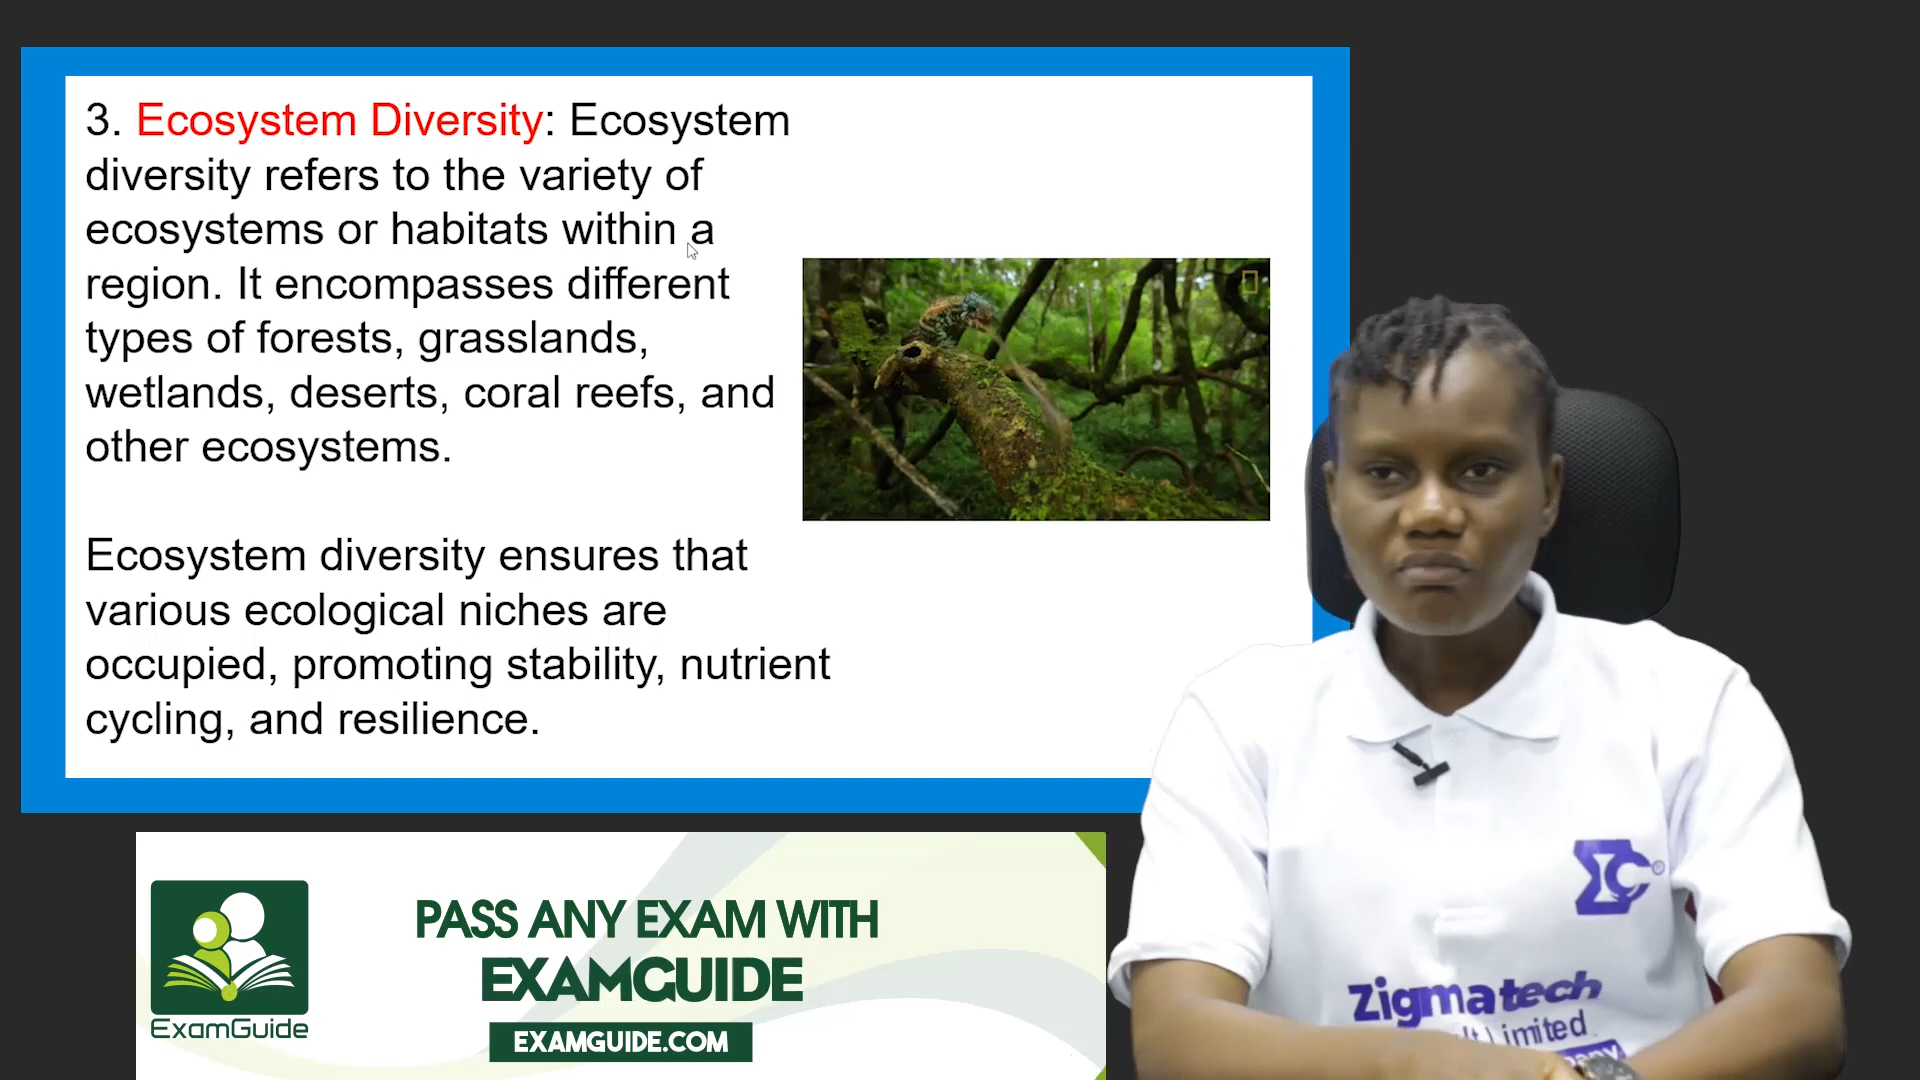 3. Ecosystem Diversity: Ecosystem
diversity refers to the variety of
ecosystems or habitats within a
region. It encompasses different
types of forests, grasslands,
wetlands, deserts, coral reefs, and
other ecosystems.
Ecosystem diversity ensures that
various ecological niches are
occupied, promoting stability, nutrient
cycling, and resilience.
ExamGuide
PASS ANY EXAM WITH
EXAMGUIDE
EXAMGUIDE.COM
Zigmatech
Limited